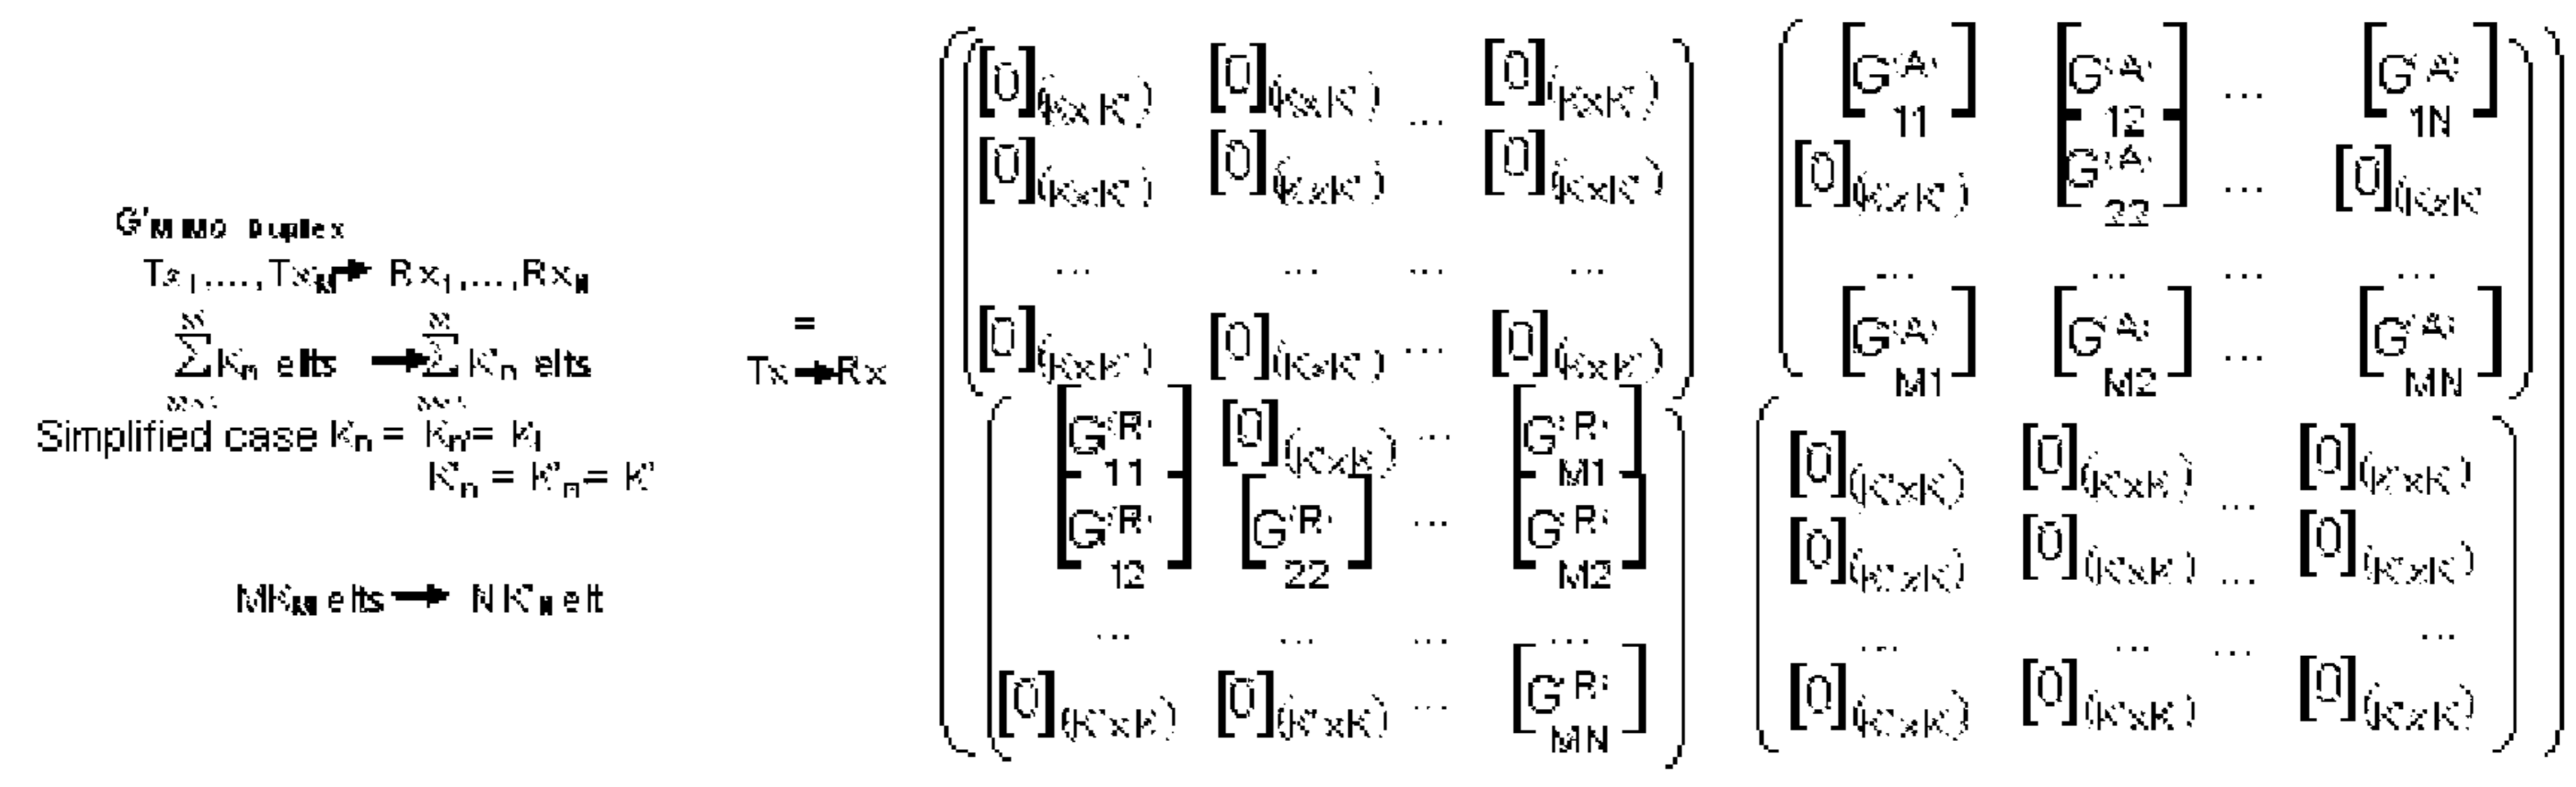 G'MIMO Duplex
Tx1,...,TxM → Rx1,...,RxN
∑ Kn elts → ∑ K'n elts
Simplified case Kn = Kn'= K
K'n = K'n'= K'
MKM elts → N K'N elt
=
Tx → Rx
[0](KxK') [0](KxK') ... [0](KxK') [G(A) 11] [G(A) 12] ... [G(A) 1N]
[0](KxK') [0](KxK') [0](KxK') [0](KxK') [G(A) 22] ... [0](KxK'
... ... ... ... ... ... ... ...
[0](KxK') [0](KxK') ... [0](KxK') [G(A) M1] [G(A) M2] ... [G(A) MN]
[G(R) 11] [0](K'xK) ... [G(R) M1] [0](K'xK) [0](K'xK) ... [0](K'xK)
[G(R) 12] [G(R) 22] ... [G(R) M2] [0](K'xK) [0](K'xK) ... [0](K'xK)
... ... ... ... ... ... ... ...
[0](K'xK) [0](K'xK) ... [G(R) MN] [0](K'xK) [0](K'xK) [0](K'xK)